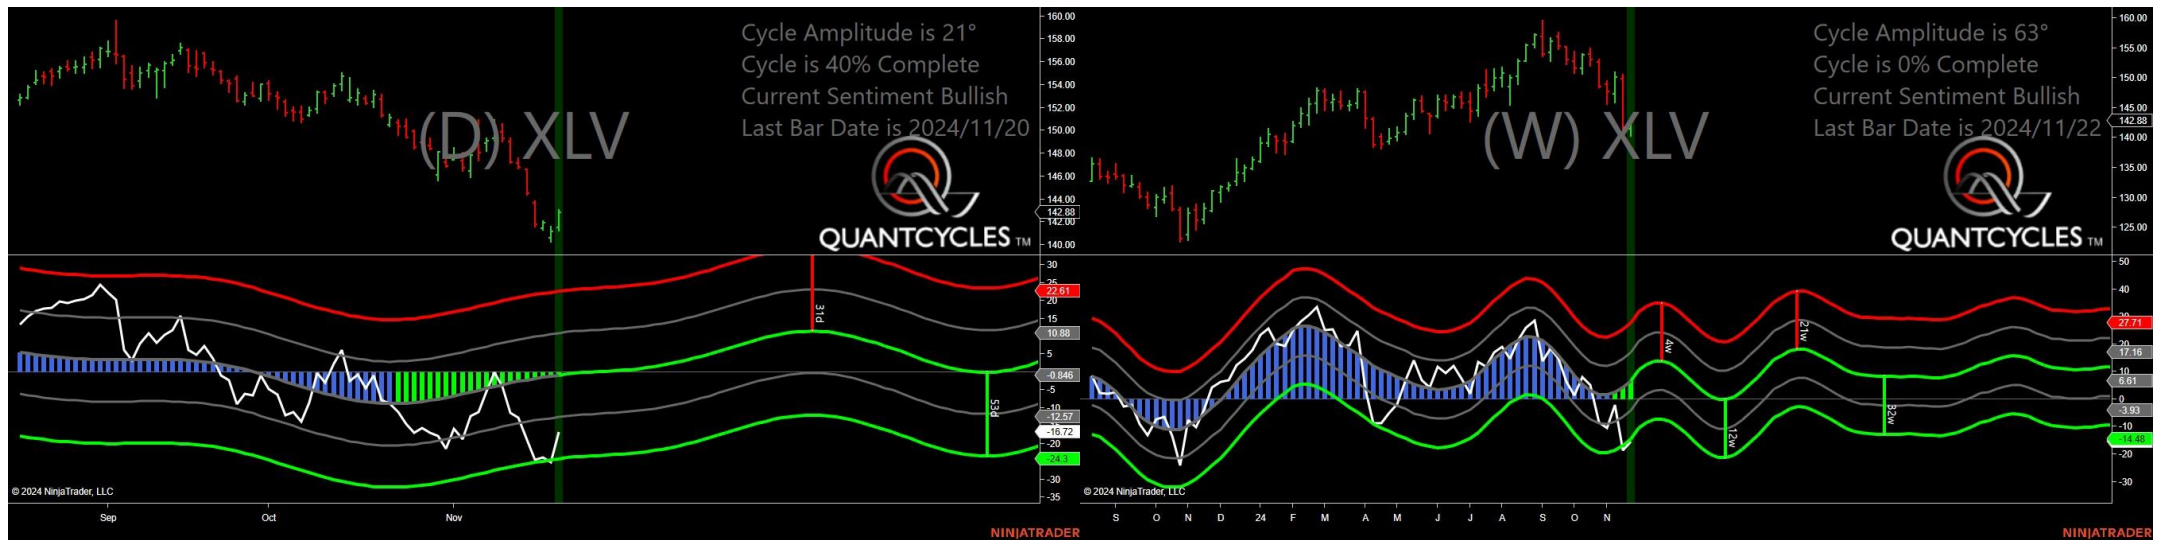 Cycle Amplitude is 21°
Cycle is 40% Complete
Current Sentiment Bullish
Last Bar Date is 2024/11/20
(D) XLV
QUANTCYCLES TM
160.00
158.00
156.00
154.00
152.00
150.00
148.00
146.00
144.00
142.88
142.00
140.00
30
22.61
20
15
10.88
5
-0.846
-5
-10
-12.57
-16.72
-20
-24.3
-30
-35
31d
53d
© 2024 NinjaTrader, LLC
Sep Oct Nov
NINJATRADER
Cycle Amplitude is 63°
Cycle is 0% Complete
Current Sentiment Bullish
Last Bar Date is 2024/11/22
(W) XLV
QUANTCYCLES TM
160.00
155.00
150.00
145.00
142.88
140.00
135.00
130.00
125.00
50
40
27.71
20
17.16
10
6.61
0
-3.93
-10
-14.48
-20
-30
4w
12w
21w
32w
© 2024 NinjaTrader, LLC
S O N D 24 F M A M J J A S O N
NINJATRADER